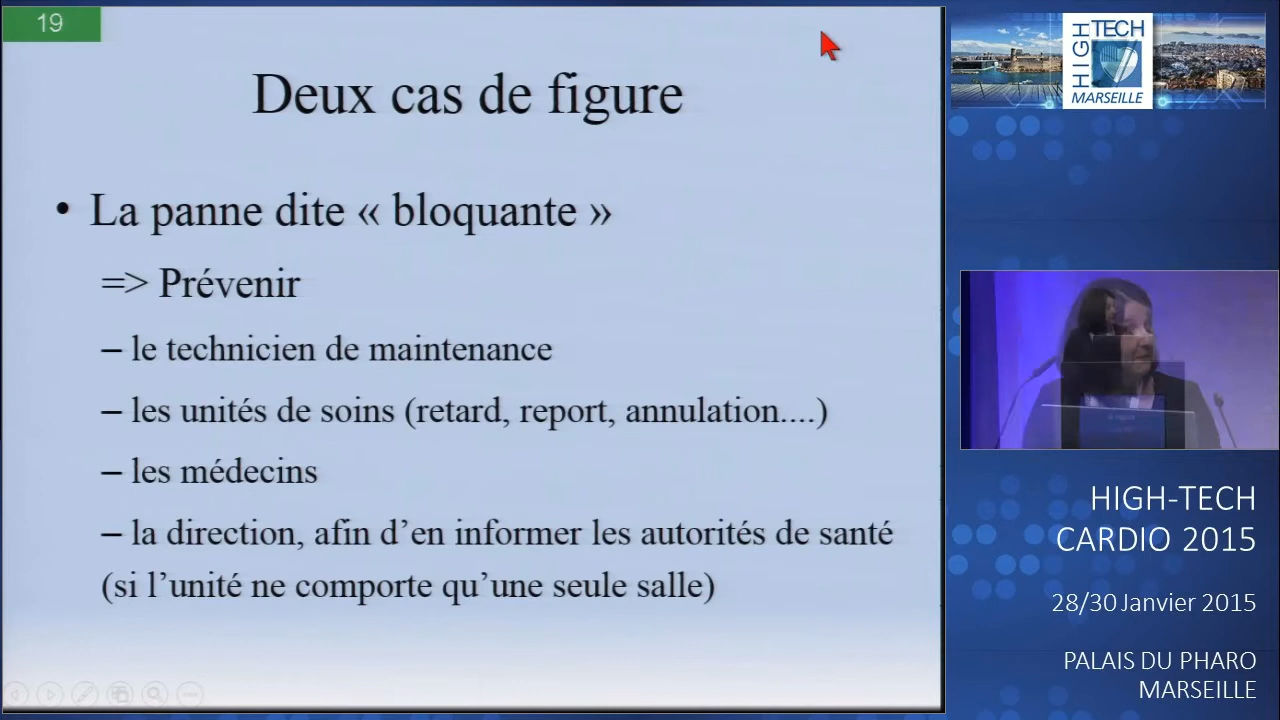 19
Deux cas de figure
• La panne dite « bloquante »
=> Prévenir
– le technicien de maintenance
– les unités de soins (retard, report, annulation....)
– les médecins
– la direction, afin d’en informer les autorités de santé
(si l’unité ne comporte qu’une seule salle)
HIGH
TECH
MARSEILLE
HIGH-TECH
CARDIO 2015
28/30 Janvier 2015
PALAIS DU PHARO
MARSEILLE